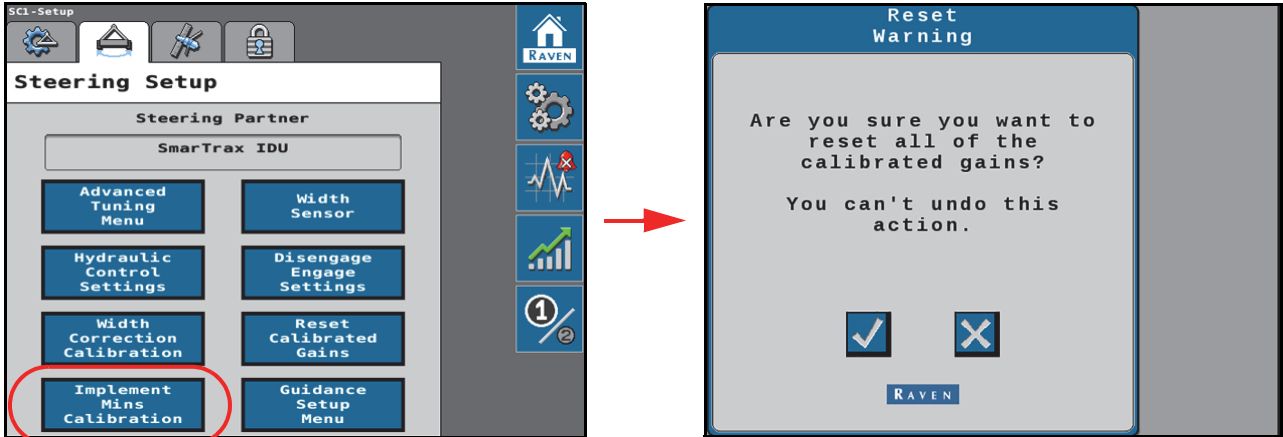 SC1-Setup
Steering Setup
Steering Partner
SmarTrax IDU
Advanced
Tuning
Menu
Width
Sensor
Hydraulic
Control
Settings
Disengage
Engage
Settings
Width
Correction
Calibration
Reset
Calibrated
Gains
Implement
Mins
Calibration
Guidance
Setup
Menu
RAVEN
1
2
Reset
Warning
Are you sure you want to
reset all of the
calibrated gains?
You can't undo this
action.
RAVEN